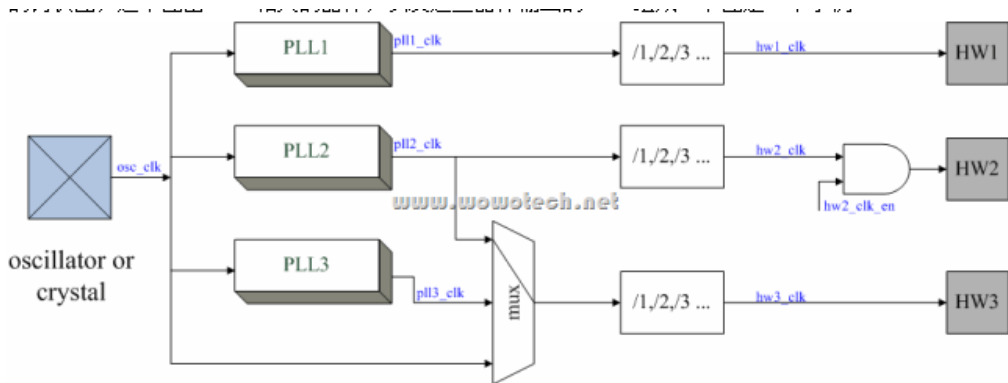 PLL1
pll1_clk
/1,/2,/3 ...
hw1_clk
HW1
osc_clk
PLL2
pll2_clk
/1,/2,/3 ...
hw2_clk
hw2_clk_en
HW2
www.wowotech.net
oscillator or
crystal
PLL3
pll3_clk
mux
/1,/2,/3 ...
hw3_clk
HW3